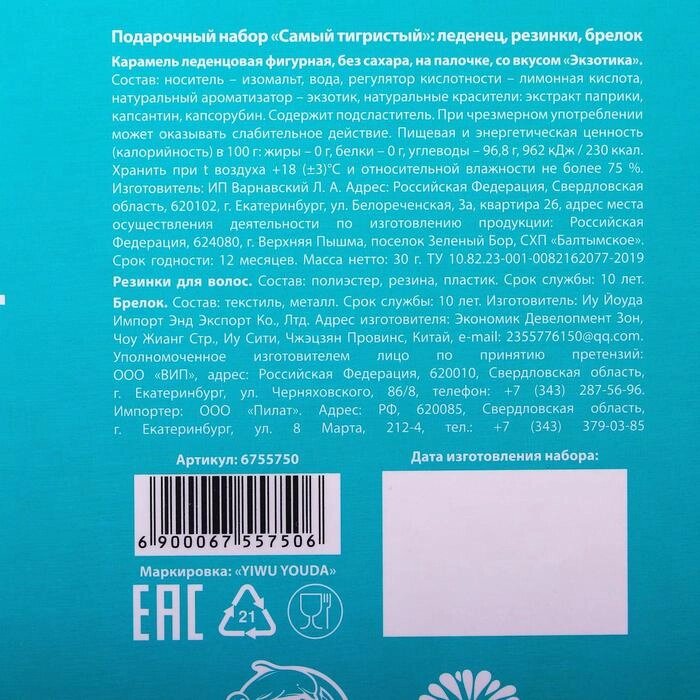 Подарочный набор «Самый тигристый»: леденец, резинки, брелок
Карамель леденцовая фигурная, без сахара, на палочке, со вкусом «Экзотика».
Состав: носитель – изомальт, вода, регулятор кислотности – лимонная кислота,
натуральный ароматизатор – экзотик, натуральные красители: экстракт паприки,
капсантин, капсорубин. Содержит подсластитель. При чрезмерном употреблении
может оказывать слабительное действие. Пищевая и энергетическая ценность
(калорийность) в 100 г: жиры – 0 г, белки – 0 г, углеводы – 96,8 г, 962 кДж / 230 ккал.
Хранить при t воздуха +18 (±3)°С и относительной влажности не более 75 %.
Изготовитель: ИП Варнавский Л. А. Адрес: Российская Федерация, Свердловская
область, 620102, г. Екатеринбург, ул. Белореченская, 3а, квартира 26, адрес места
осуществления деятельности по изготовлению продукции: Российская
Федерация, 624080, г. Верхняя Пышма, поселок Зеленый Бор, СХП «Балтымское».
Срок годности: 12 месяцев. Масса нетто: 30 г. ТУ 10.82.23-001-0082162077-2019
Резинки для волос. Состав: полиэстер, резина, пластик. Срок службы: 10 лет.
Брелок. Состав: текстиль, металл. Срок службы: 10 лет. Изготовитель: Иу Йоуда
Импорт Энд Экспорт Ко., Лтд. Адрес изготовителя: Экономик Девелопмент Зон,
Чоу Жианг Стр., Иу Сити, Чжэцзян Провинс, Китай, e-mail: 2355776150@qq.com.
Уполномоченное изготовителем лицо по принятию претензий:
ООО «ВИП», адрес: Российская Федерация, 620010, Свердловская область,
г. Екатеринбург, ул. Черняховского, 86/8, телефон: +7 (343) 287-56-96.
Импортер: ООО «Пилат». Адрес: РФ, 620085, Свердловская область,
г. Екатеринбург, ул. 8 Марта, 212-4, тел.: +7 (343) 379-03-85
Артикул: 6755750
Дата изготовления набора:
6 900067 557506
Маркировка: «YIWU YOUDA»
EAC
21